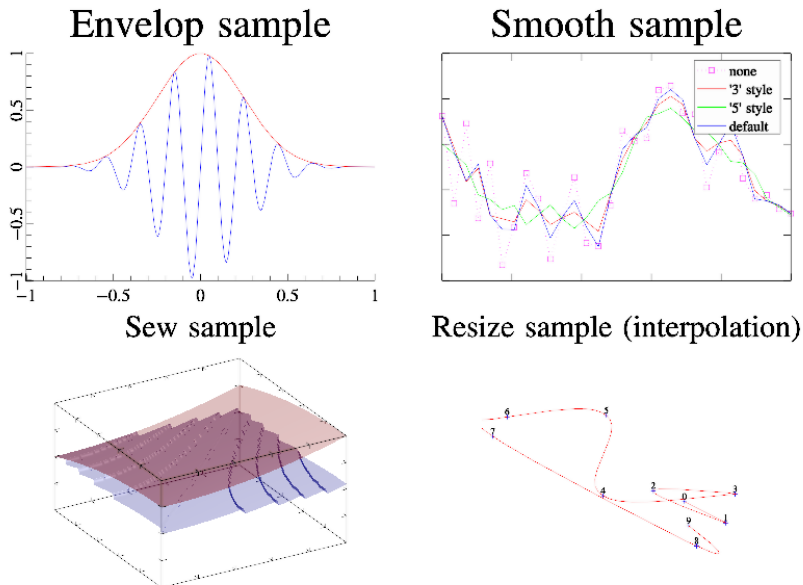 Envelop sample
Smooth sample
1
0.5
0
−0.5
−1
−1
−0.5
0
0.5
1
none
'3' style
'5' style
default
Sew sample
Resize sample (interpolation)
6
5
7
4
2
3
0
1
9
8